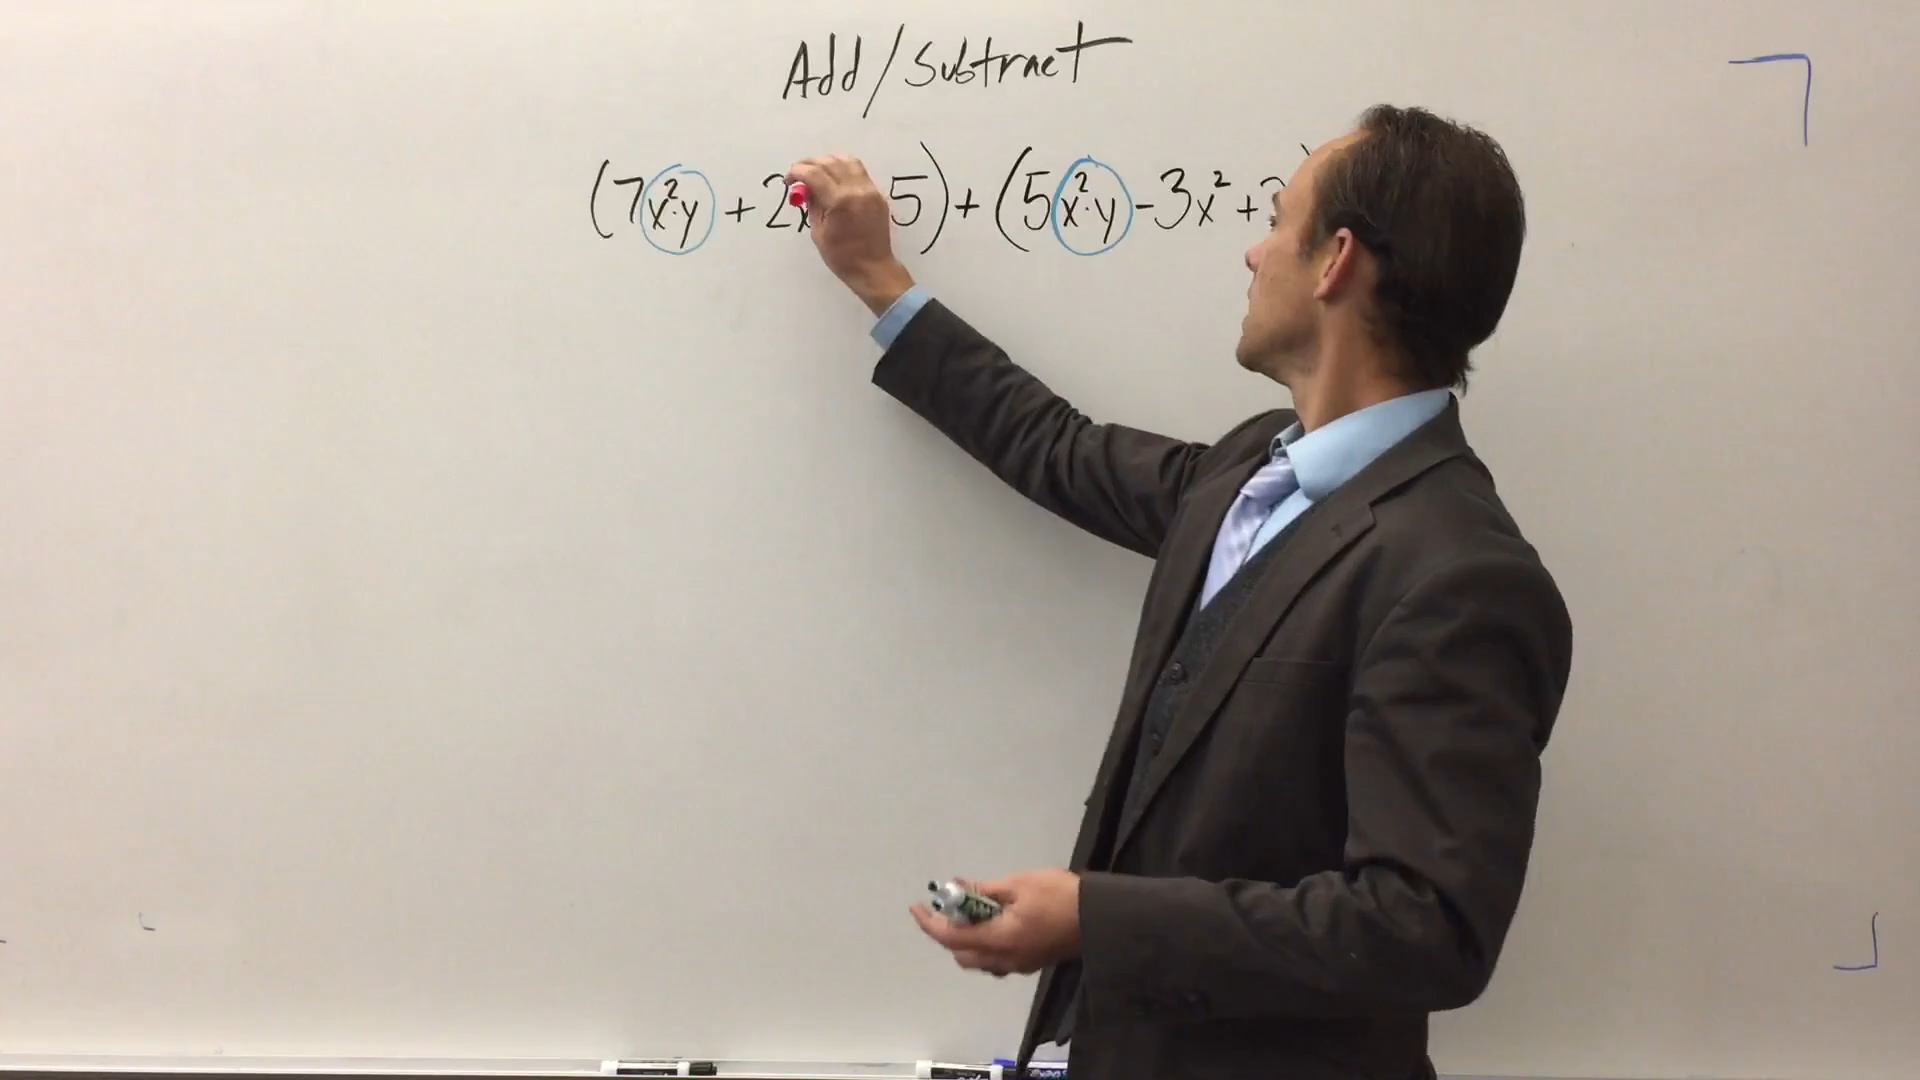 Add/Subtract
(7x²·y + 2x 5) + (5x²·y - 3x² +